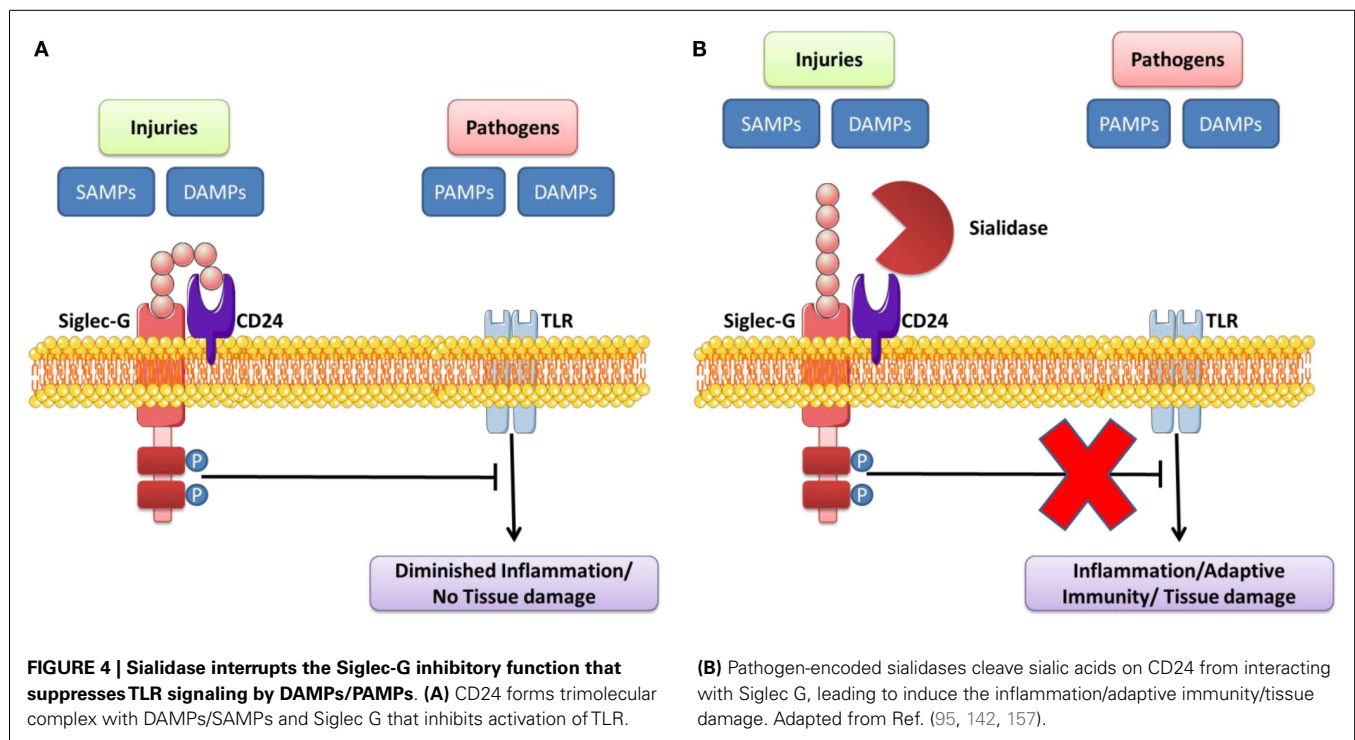 A
Injuries
Pathogens
SAMPs
DAMPs
PAMPs
DAMPs
Siglec-G
CD24
TLR
P
P
Diminished Inflammation/
No Tissue damage
B
Injuries
Pathogens
SAMPs
DAMPs
PAMPs
DAMPs
Sialidase
Siglec-G
CD24
TLR
P
P
Inflammation/Adaptive
Immunity/ Tissue damage
FIGURE 4 | Sialidase interrupts the Siglec-G inhibitory function that
suppresses TLR signaling by DAMPs/PAMPs. (A) CD24 forms trimolecular
complex with DAMPs/SAMPs and Siglec G that inhibits activation of TLR.
(B) Pathogen-encoded sialidases cleave sialic acids on CD24 from interacting
with Siglec G, leading to induce the inflammation/adaptive immunity/tissue
damage. Adapted from Ref. (95, 142, 157).